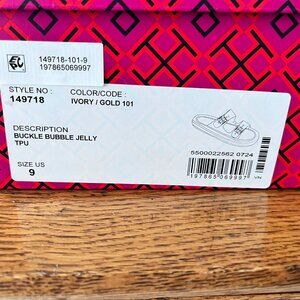 149718-101-9
197865069997
STYLE NO :
149718
COLOR/CODE :
IVORY / GOLD 101
DESCRIPTION
BUCKLE BUBBLE JELLY
TPU
SIZE US
9
5500022562 0724
197865069997